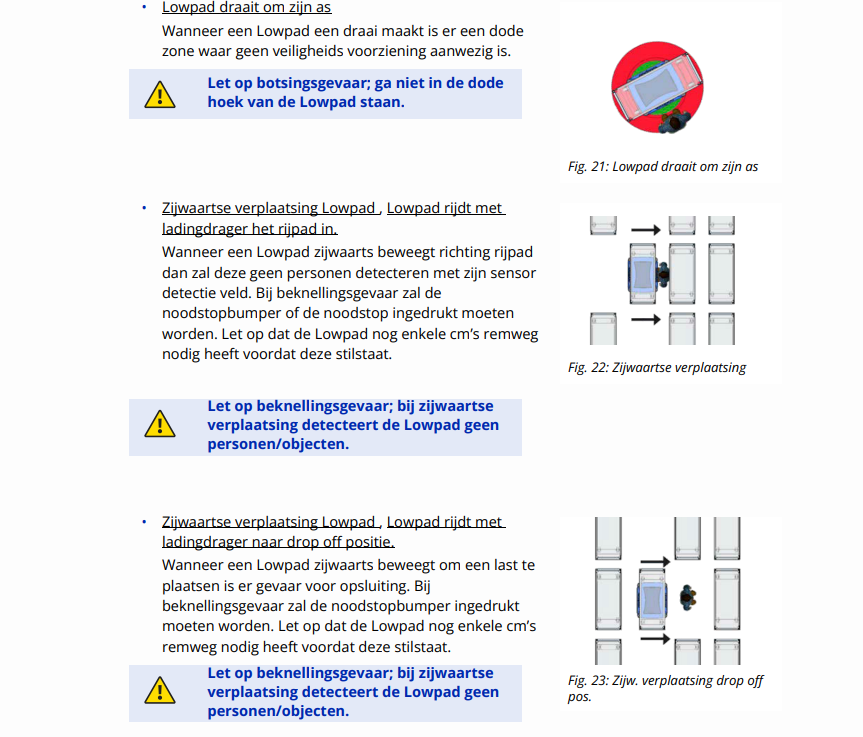 • Lowpad draait om zijn as
Wanneer een Lowpad een draai maakt is er een dode
zone waar geen veiligheids voorziening aanwezig is.
Let op botsingsgevaar; ga niet in de dode
hoek van de Lowpad staan.
Fig. 21: Lowpad draait om zijn as
• Zijwaartse verplaatsing Lowpad , Lowpad rijdt met
ladingdrager het rijpad in.
Wanneer een Lowpad zijwaarts beweegt richting rijpad
dan zal deze geen personen detecteren met zijn sensor
detectie veld. Bij beknellingsgevaar zal de
noodstopbumper of de noodstop ingedrukt moeten
worden. Let op dat de Lowpad nog enkele cm’s remweg
nodig heeft voordat deze stilstaat.
Fig. 22: Zijwaartse verplaatsing
Let op beknellingsgevaar; bij zijwaartse
verplaatsing detecteert de Lowpad geen
personen/objecten.
• Zijwaartse verplaatsing Lowpad , Lowpad rijdt met
ladingdrager naar drop off positie.
Wanneer een Lowpad zijwaarts beweegt om een last te
plaatsen is er gevaar voor opsluiting. Bij
beknellingsgevaar zal de noodstopbumper ingedrukt
moeten worden. Let op dat de Lowpad nog enkele cm’s
remweg nodig heeft voordat deze stilstaat.
Let op beknellingsgevaar; bij zijwaartse
verplaatsing detecteert de Lowpad geen
personen/objecten.
Fig. 23: Zijw. verplaatsing drop off
pos.